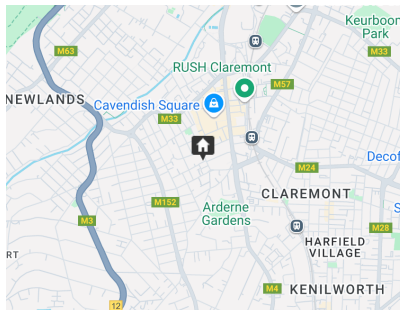 Keurboom
Park
M63
M33
RUSH Claremont
M57
NEWLANDS
Cavendish Square
M33
Decof
M24
CLAREMONT
M152
Arderne
Gardens
S
M3
M28
HARFIELD
VILLAGE
RT
M4
KENILWORTH
12